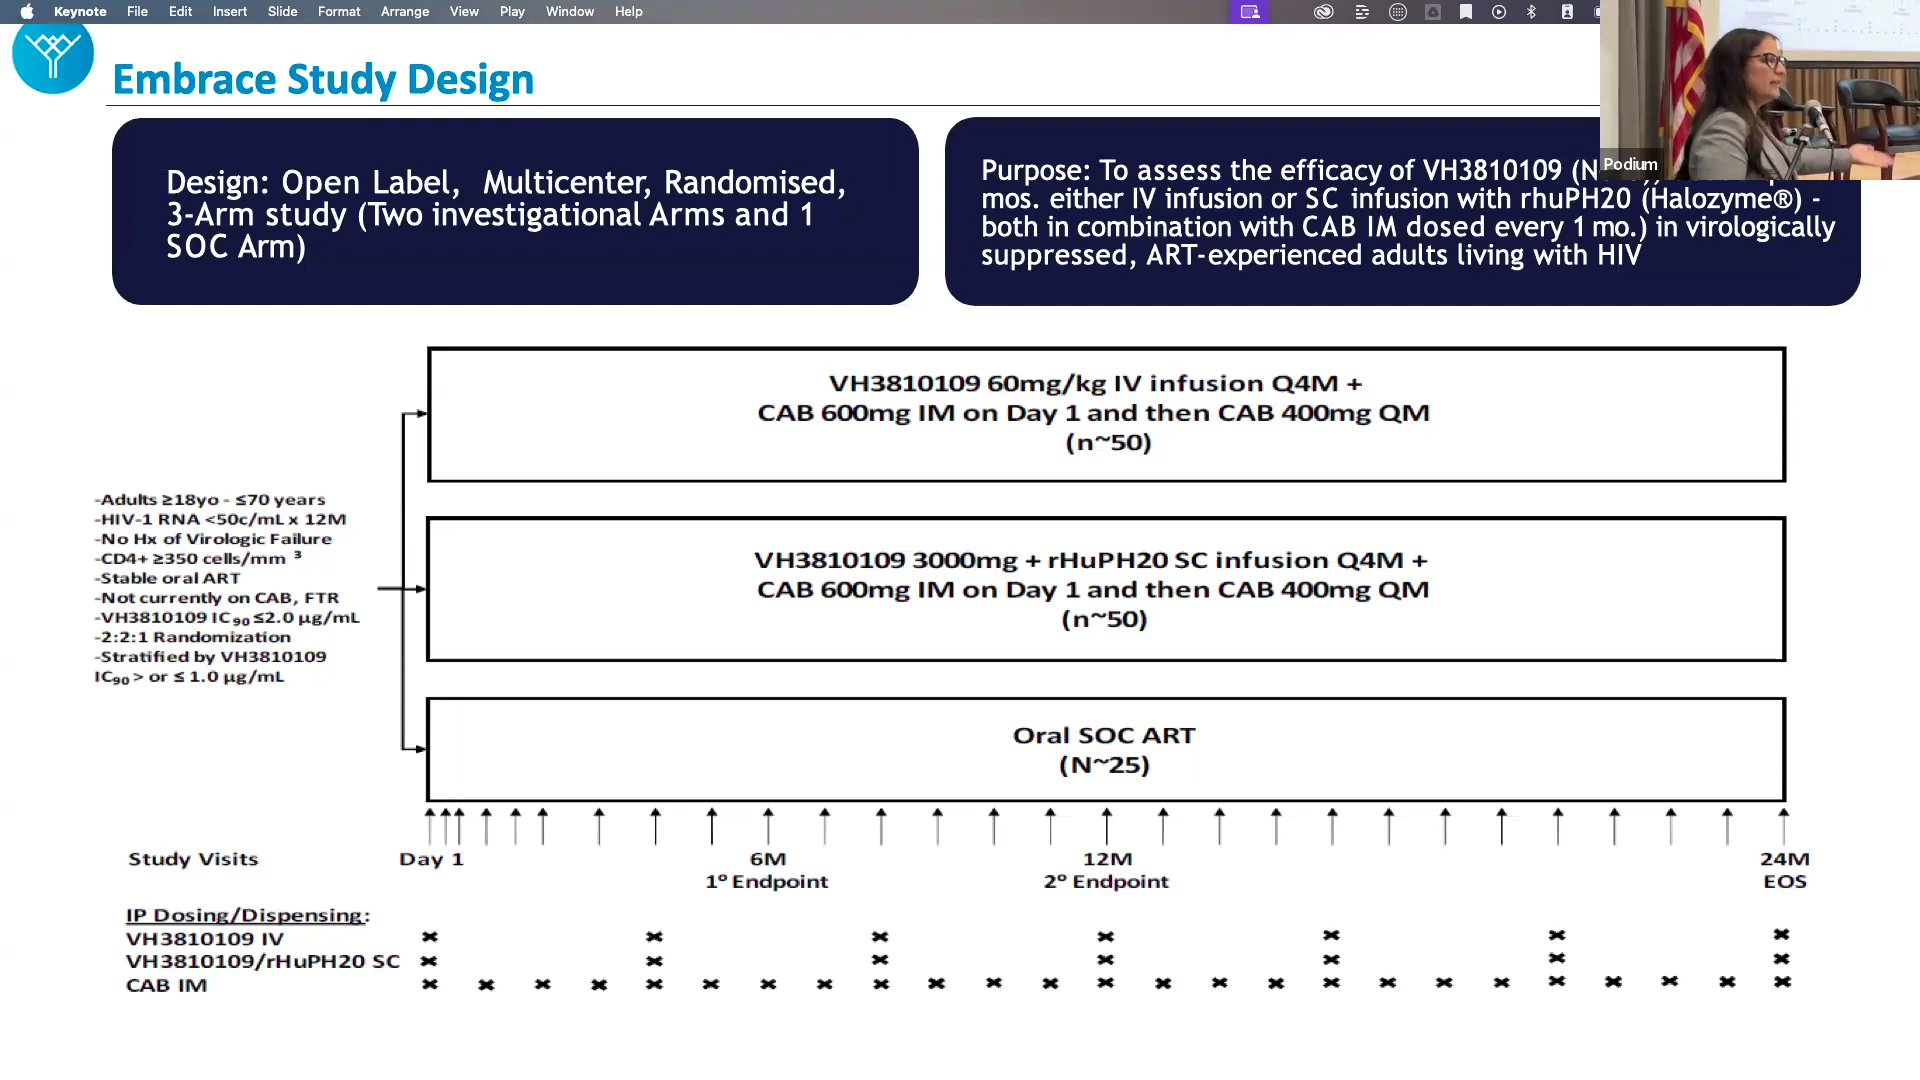 Keynote File Edit Insert Slide Format Arrange View Play Window Help
Embrace Study Design
Design: Open Label, Multicenter, Randomised,
3-Arm study (Two investigational Arms and 1
SOC Arm)
Purpose: To assess the efficacy of VH3810109
mos. either IV infusion or SC infusion with rhuPH20 (Halozyme®) -
both in combination with CAB IM dosed every 1 mo.) in virologically
suppressed, ART-experienced adults living with HIV
Podium
VH3810109 60mg/kg IV infusion Q4M +
CAB 600mg IM on Day 1 and then CAB 400mg QM
(n~50)
-Adults ≥18yo - ≤70 years
-HIV-1 RNA <50c/mL x 12M
-No Hx of Virologic Failure
-CD4+ ≥350 cells/mm ³
-Stable oral ART
-Not currently on CAB, FTR
-VH3810109 IC₉₀ ≤2.0 µg/mL
-2:2:1 Randomization
-Stratified by VH3810109
IC₉₀ > or ≤ 1.0 µg/mL
VH3810109 3000mg + rHuPH20 SC infusion Q4M +
CAB 600mg IM on Day 1 and then CAB 400mg QM
(n~50)
Oral SOC ART
(N~25)
Study Visits Day 1 6M 12M 24M
1º Endpoint 2º Endpoint EOS
IP Dosing/Dispensing:
VH3810109 IV
VH3810109/rHuPH20 SC
CAB IM